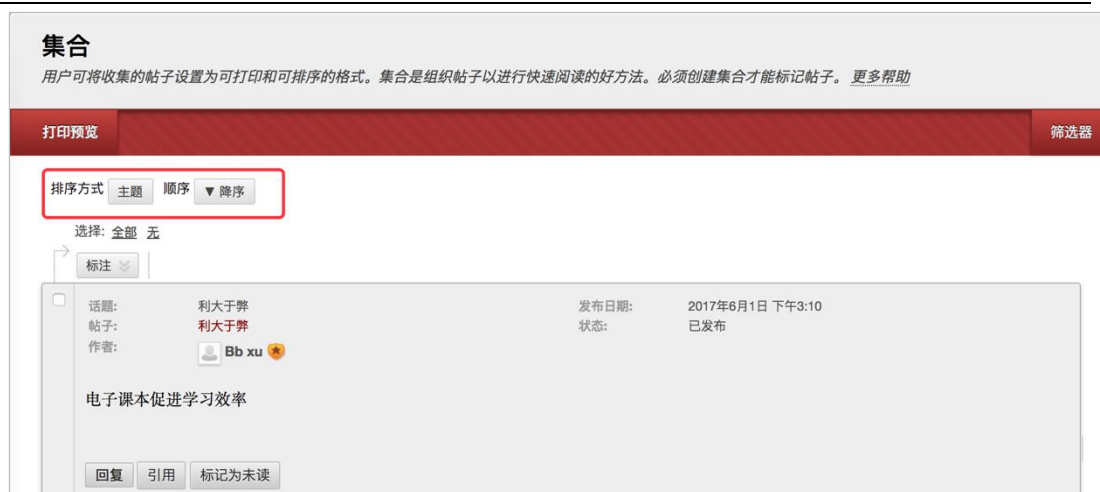 集合
用户可将收集的帖子设置为可打印和可排序的格式。集合是组织帖子以进行快速阅读的好方法。必须创建集合才能标记帖子。 更多帮助
打印预览 筛选器
排序方式 主题 顺序 ▼ 降序
选择: 全部 无
标注
话题: 利大于弊 发布日期: 2017年6月1日 下午3:10
帖子: 利大于弊 状态: 已发布
作者: Bb xu
电子课本促进学习效率
回复 引用 标记为未读